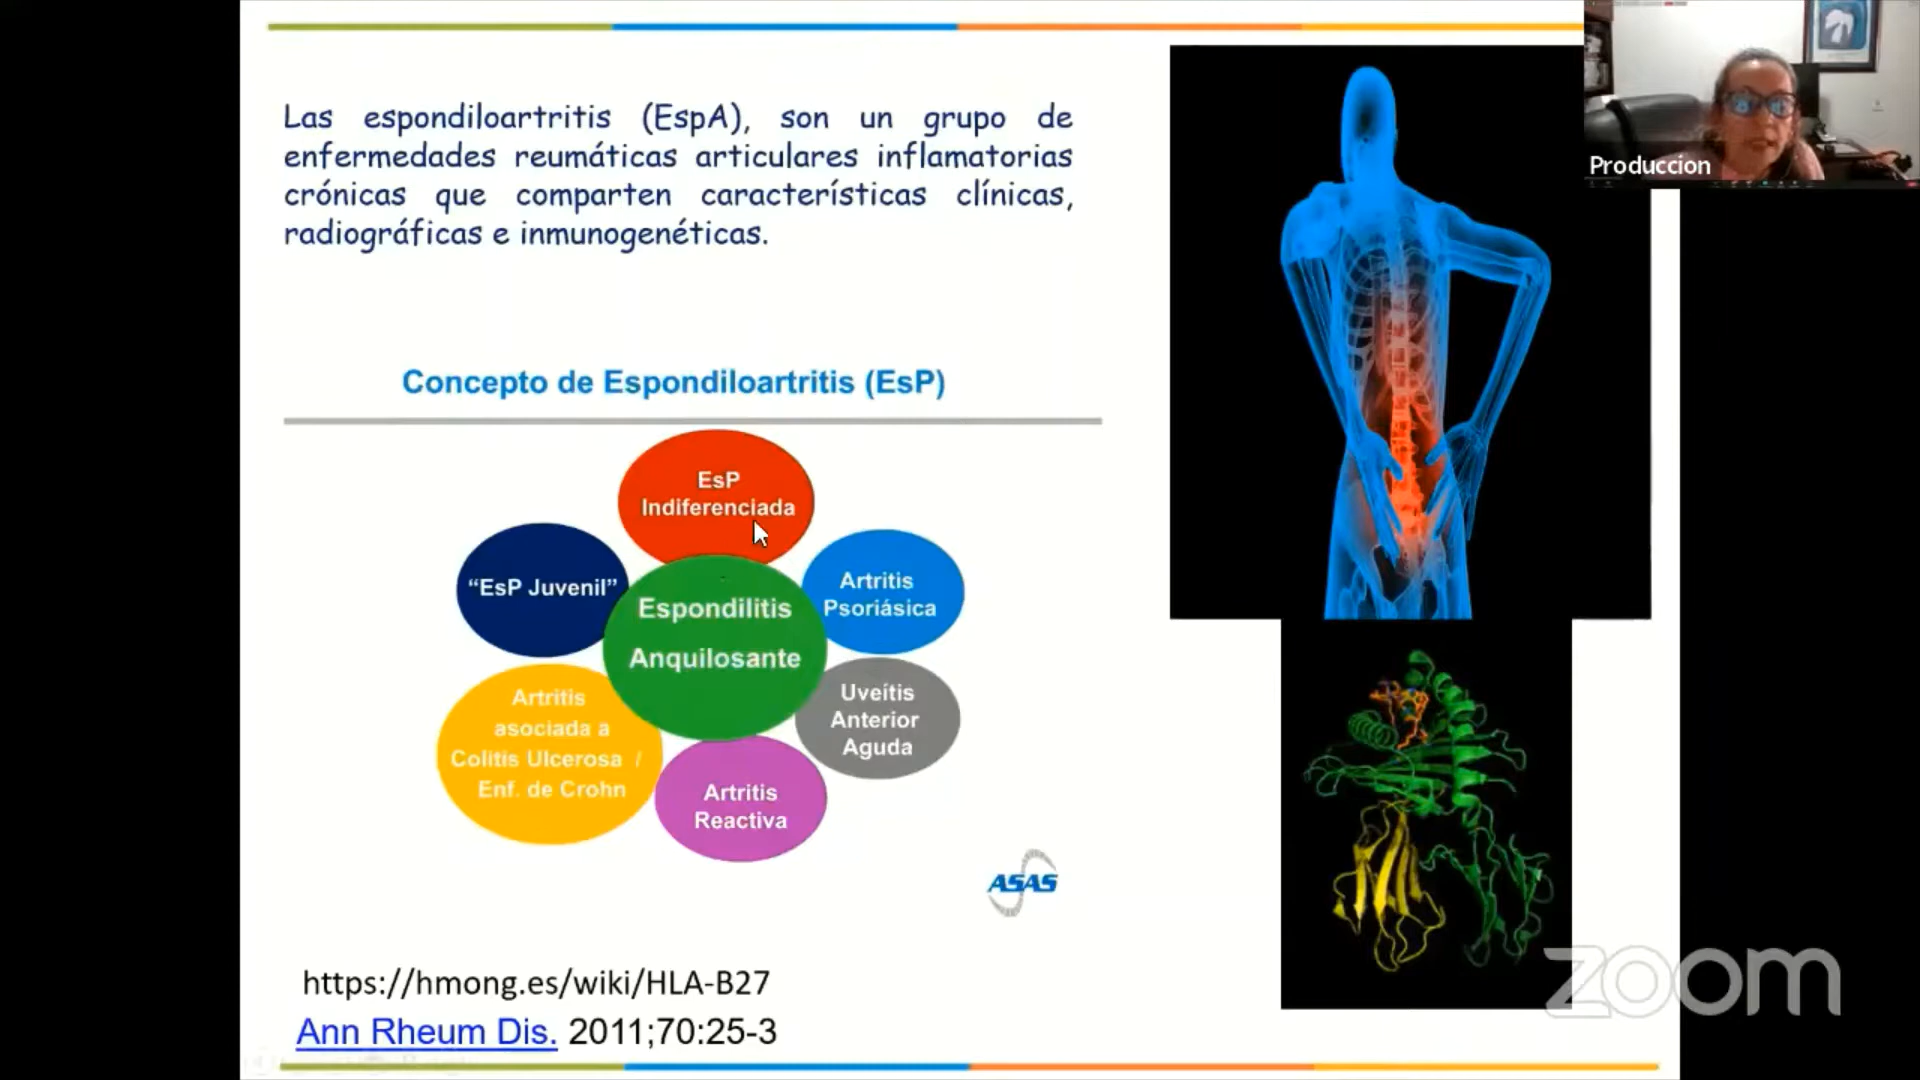 Las espondiloartritis (EspA), son un grupo de
enfermedades reumáticas articulares inflamatorias
crónicas que comparten características clínicas,
radiográficas e inmunogenéticas.
Concepto de Espondiloartritis (EsP)
EsP
Indiferenciada
"EsP Juvenil"
Espondilitis
Anquilosante
Artritis
Psoriásica
Artritis
asociada a
Colitis Ulcerosa /
Enf. de Crohn
Uveítis
Anterior
Aguda
Artritis
Reactiva
ASAS
https://hmong.es/wiki/HLA-B27
Ann Rheum Dis. 2011;70:25-3
Produccion
zoom